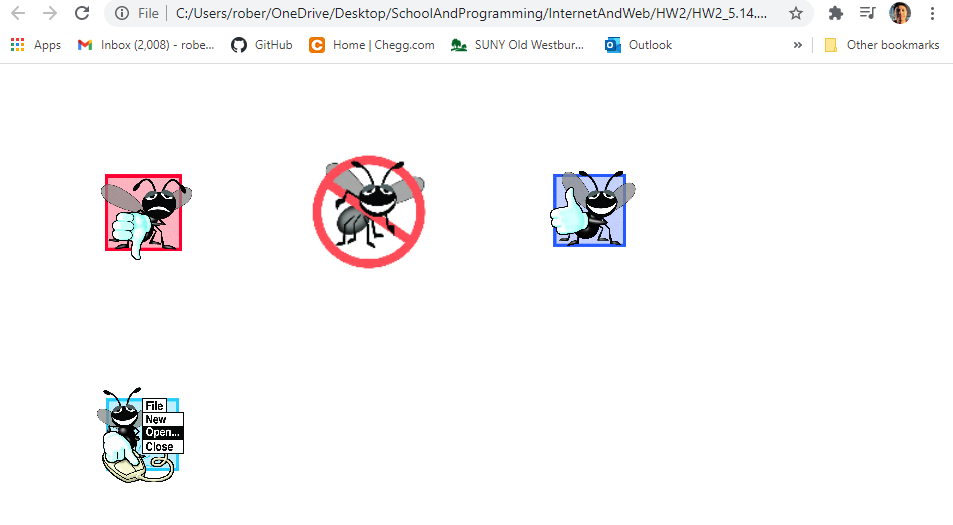 File C:/Users/rober/OneDrive/Desktop/SchoolAndProgramming/InternetAndWeb/HW2/HW2_5.14....
Apps Inbox (2,008) - robe... GitHub Home | Chegg.com SUNY Old Westbur... Outlook » Other bookmarks
File
New
Open...
Close